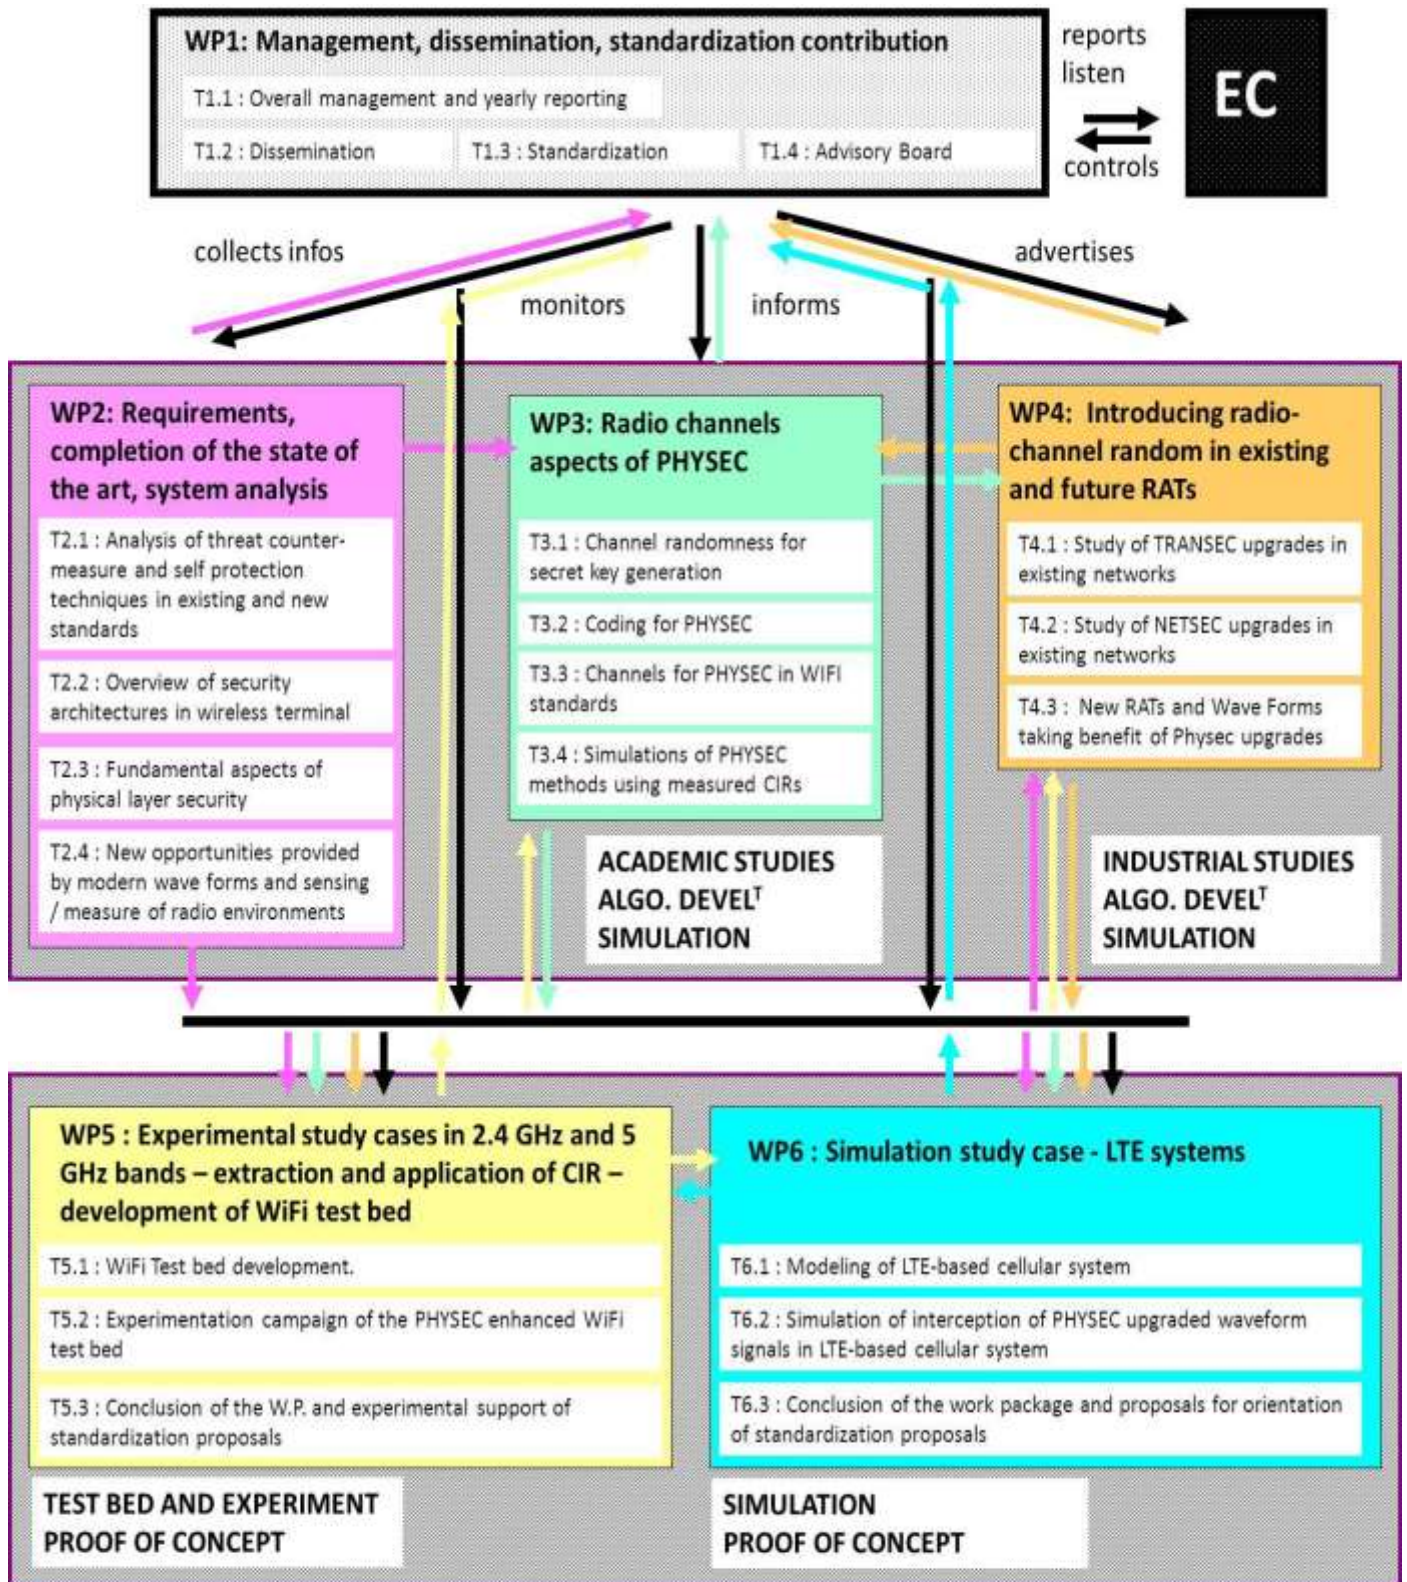 WP1: Management, dissemination, standardization contribution
T1.1 : Overall management and yearly reporting
T1.2 : Dissemination
T1.3 : Standardization
T1.4 : Advisory Board
reports
listen
controls
EC
collects infos
monitors
informs
advertises
WP2: Requirements,
completion of the state of
the art, system analysis
T2.1 : Analysis of threat counter-
measure and self protection
techniques in existing and new
standards
T2.2 : Overview of security
architectures in wireless terminal
T2.3 : Fundamental aspects of
physical layer security
T2.4 : New opportunities provided
by modern wave forms and sensing
/ measure of radio environments
WP3: Radio channels
aspects of PHYSEC
T3.1 : Channel randomness for
secret key generation
T3.2 : Coding for PHYSEC
T3.3 : Channels for PHYSEC in WIFI
standards
T3.4 : Simulations of PHYSEC
methods using measured CIRs
ACADEMIC STUDIES
ALGO. DEVELᵀ
SIMULATION
WP4: Introducing radio-
channel random in existing
and future RATs
T4.1 : Study of TRANSEC upgrades in
existing networks
T4.2 : Study of NETSEC upgrades in
existing networks
T4.3 : New RATs and Wave Forms
taking benefit of Physec upgrades
INDUSTRIAL STUDIES
ALGO. DEVELᵀ
SIMULATION
WP5 : Experimental study cases in 2.4 GHz and 5
GHz bands – extraction and application of CIR –
development of WiFi test bed
T5.1 : WiFi Test bed development.
T5.2 : Experimentation campaign of the PHYSEC enhanced WiFi
test bed
T5.3 : Conclusion of the W.P. and experimental support of
standardization proposals
TEST BED AND EXPERIMENT
PROOF OF CONCEPT
WP6 : Simulation study case - LTE systems
T6.1 : Modeling of LTE-based cellular system
T6.2 : Simulation of interception of PHYSEC upgraded waveform
signals in LTE-based cellular system
T6.3 : Conclusion of the work package and proposals for orientation
of standardization proposals
SIMULATION
PROOF OF CONCEPT